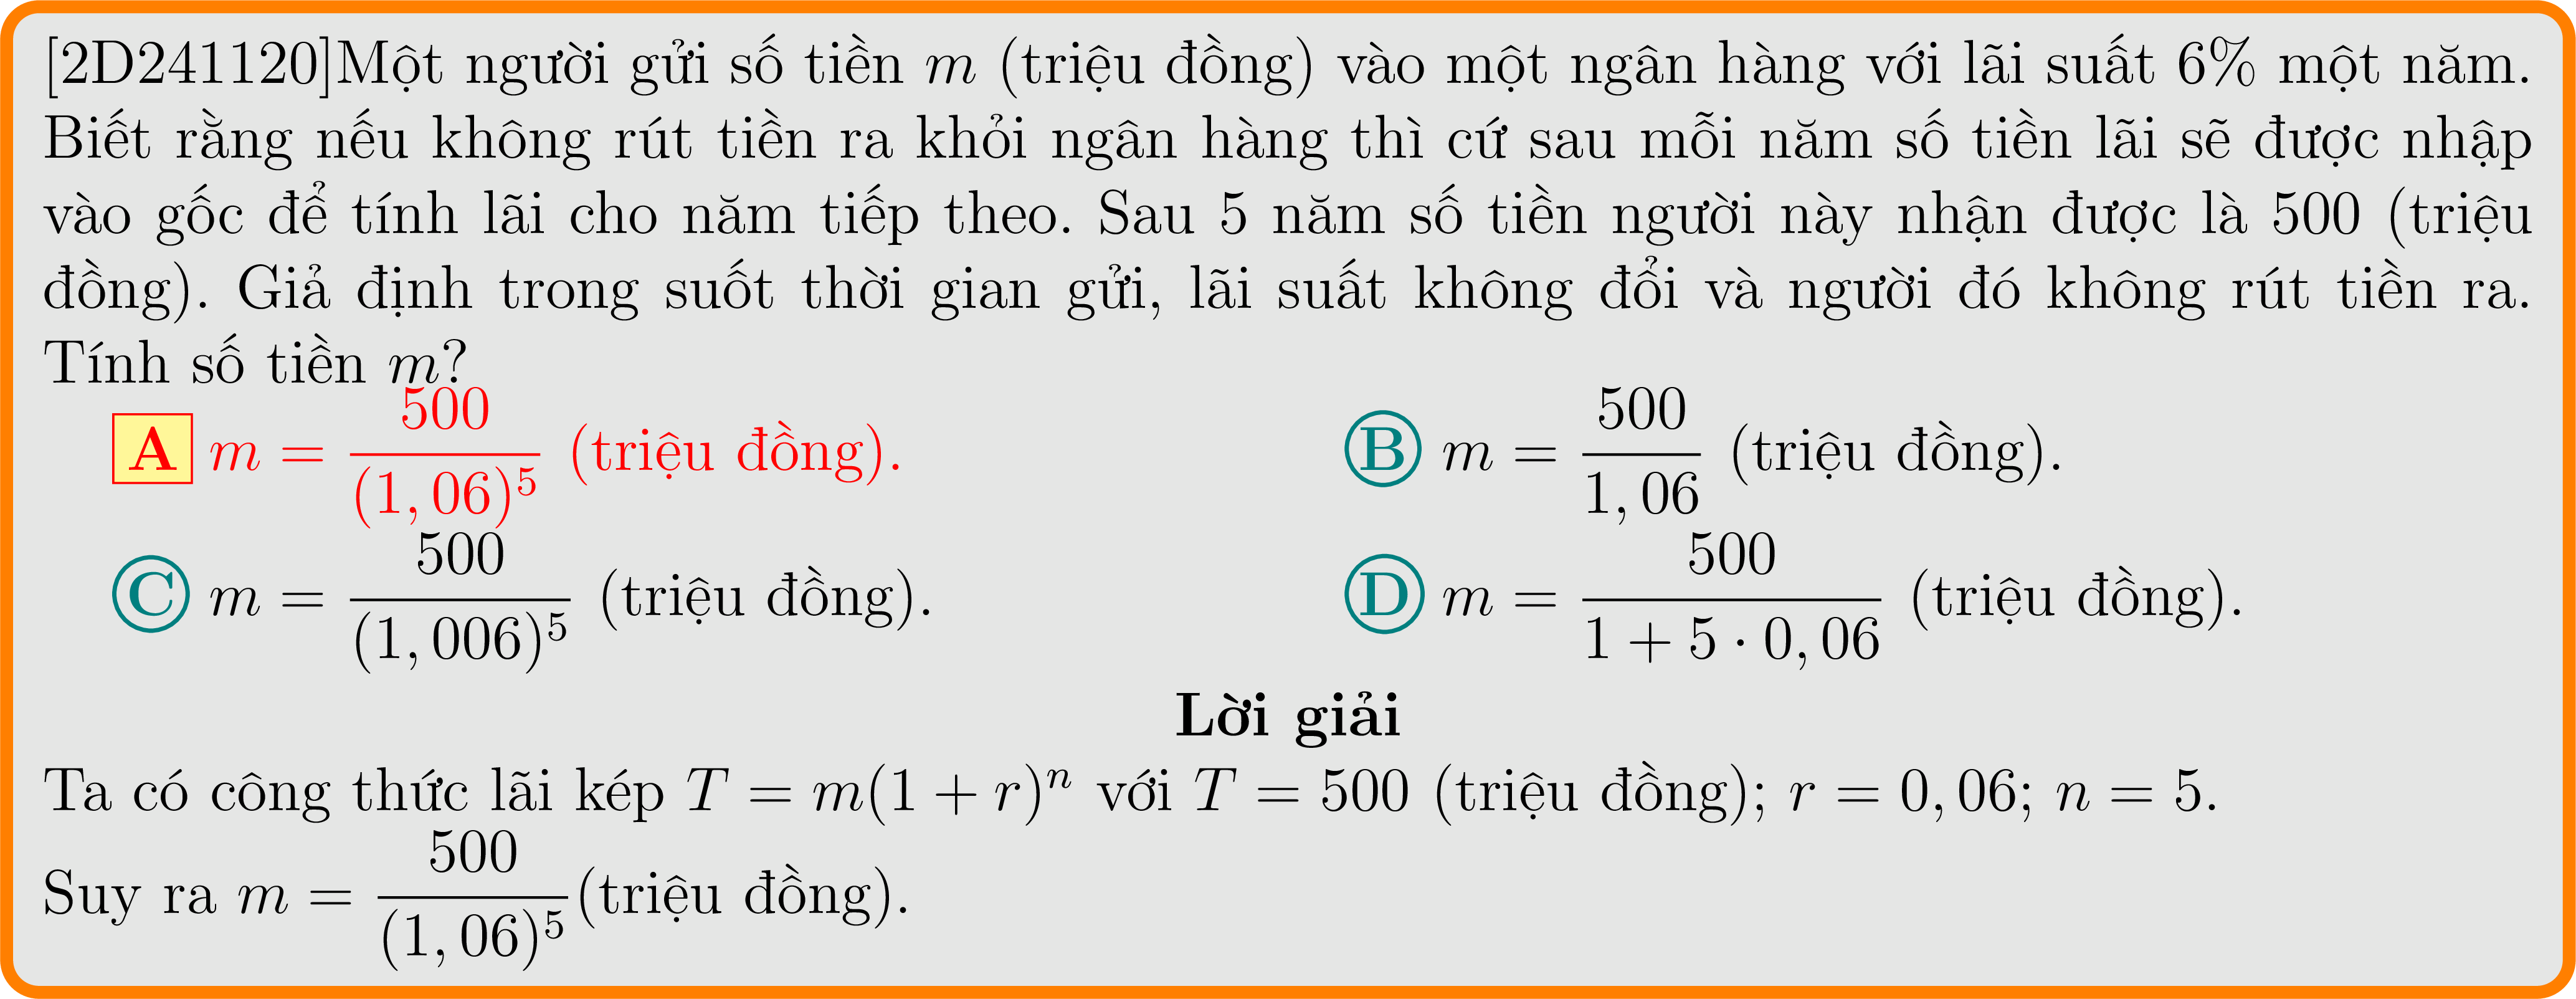 [2D241120]Một người gửi số tiền m (triệu đồng) vào một ngân hàng với lãi suất 6% một năm.
Biết rằng nếu không rút tiền ra khỏi ngân hàng thì cứ sau mỗi năm số tiền lãi sẽ được nhập
vào gốc để tính lãi cho năm tiếp theo. Sau 5 năm số tiền người này nhận được là 500 (triệu
đồng). Giả định trong suốt thời gian gửi, lãi suất không đổi và người đó không rút tiền ra.
Tính số tiền m?
A m = \frac{500}{(1,06)^5} (triệu đồng).
B m = \frac{500}{1,06} (triệu đồng).
C m = \frac{500}{(1,006)^5} (triệu đồng).
D m = \frac{500}{1 + 5 · 0,06} (triệu đồng).
Lời giải
Ta có công thức lãi kép T = m(1 + r)^n với T = 500 (triệu đồng); r = 0,06; n = 5.
Suy ra m = \frac{500}{(1,06)^5}(triệu đồng).